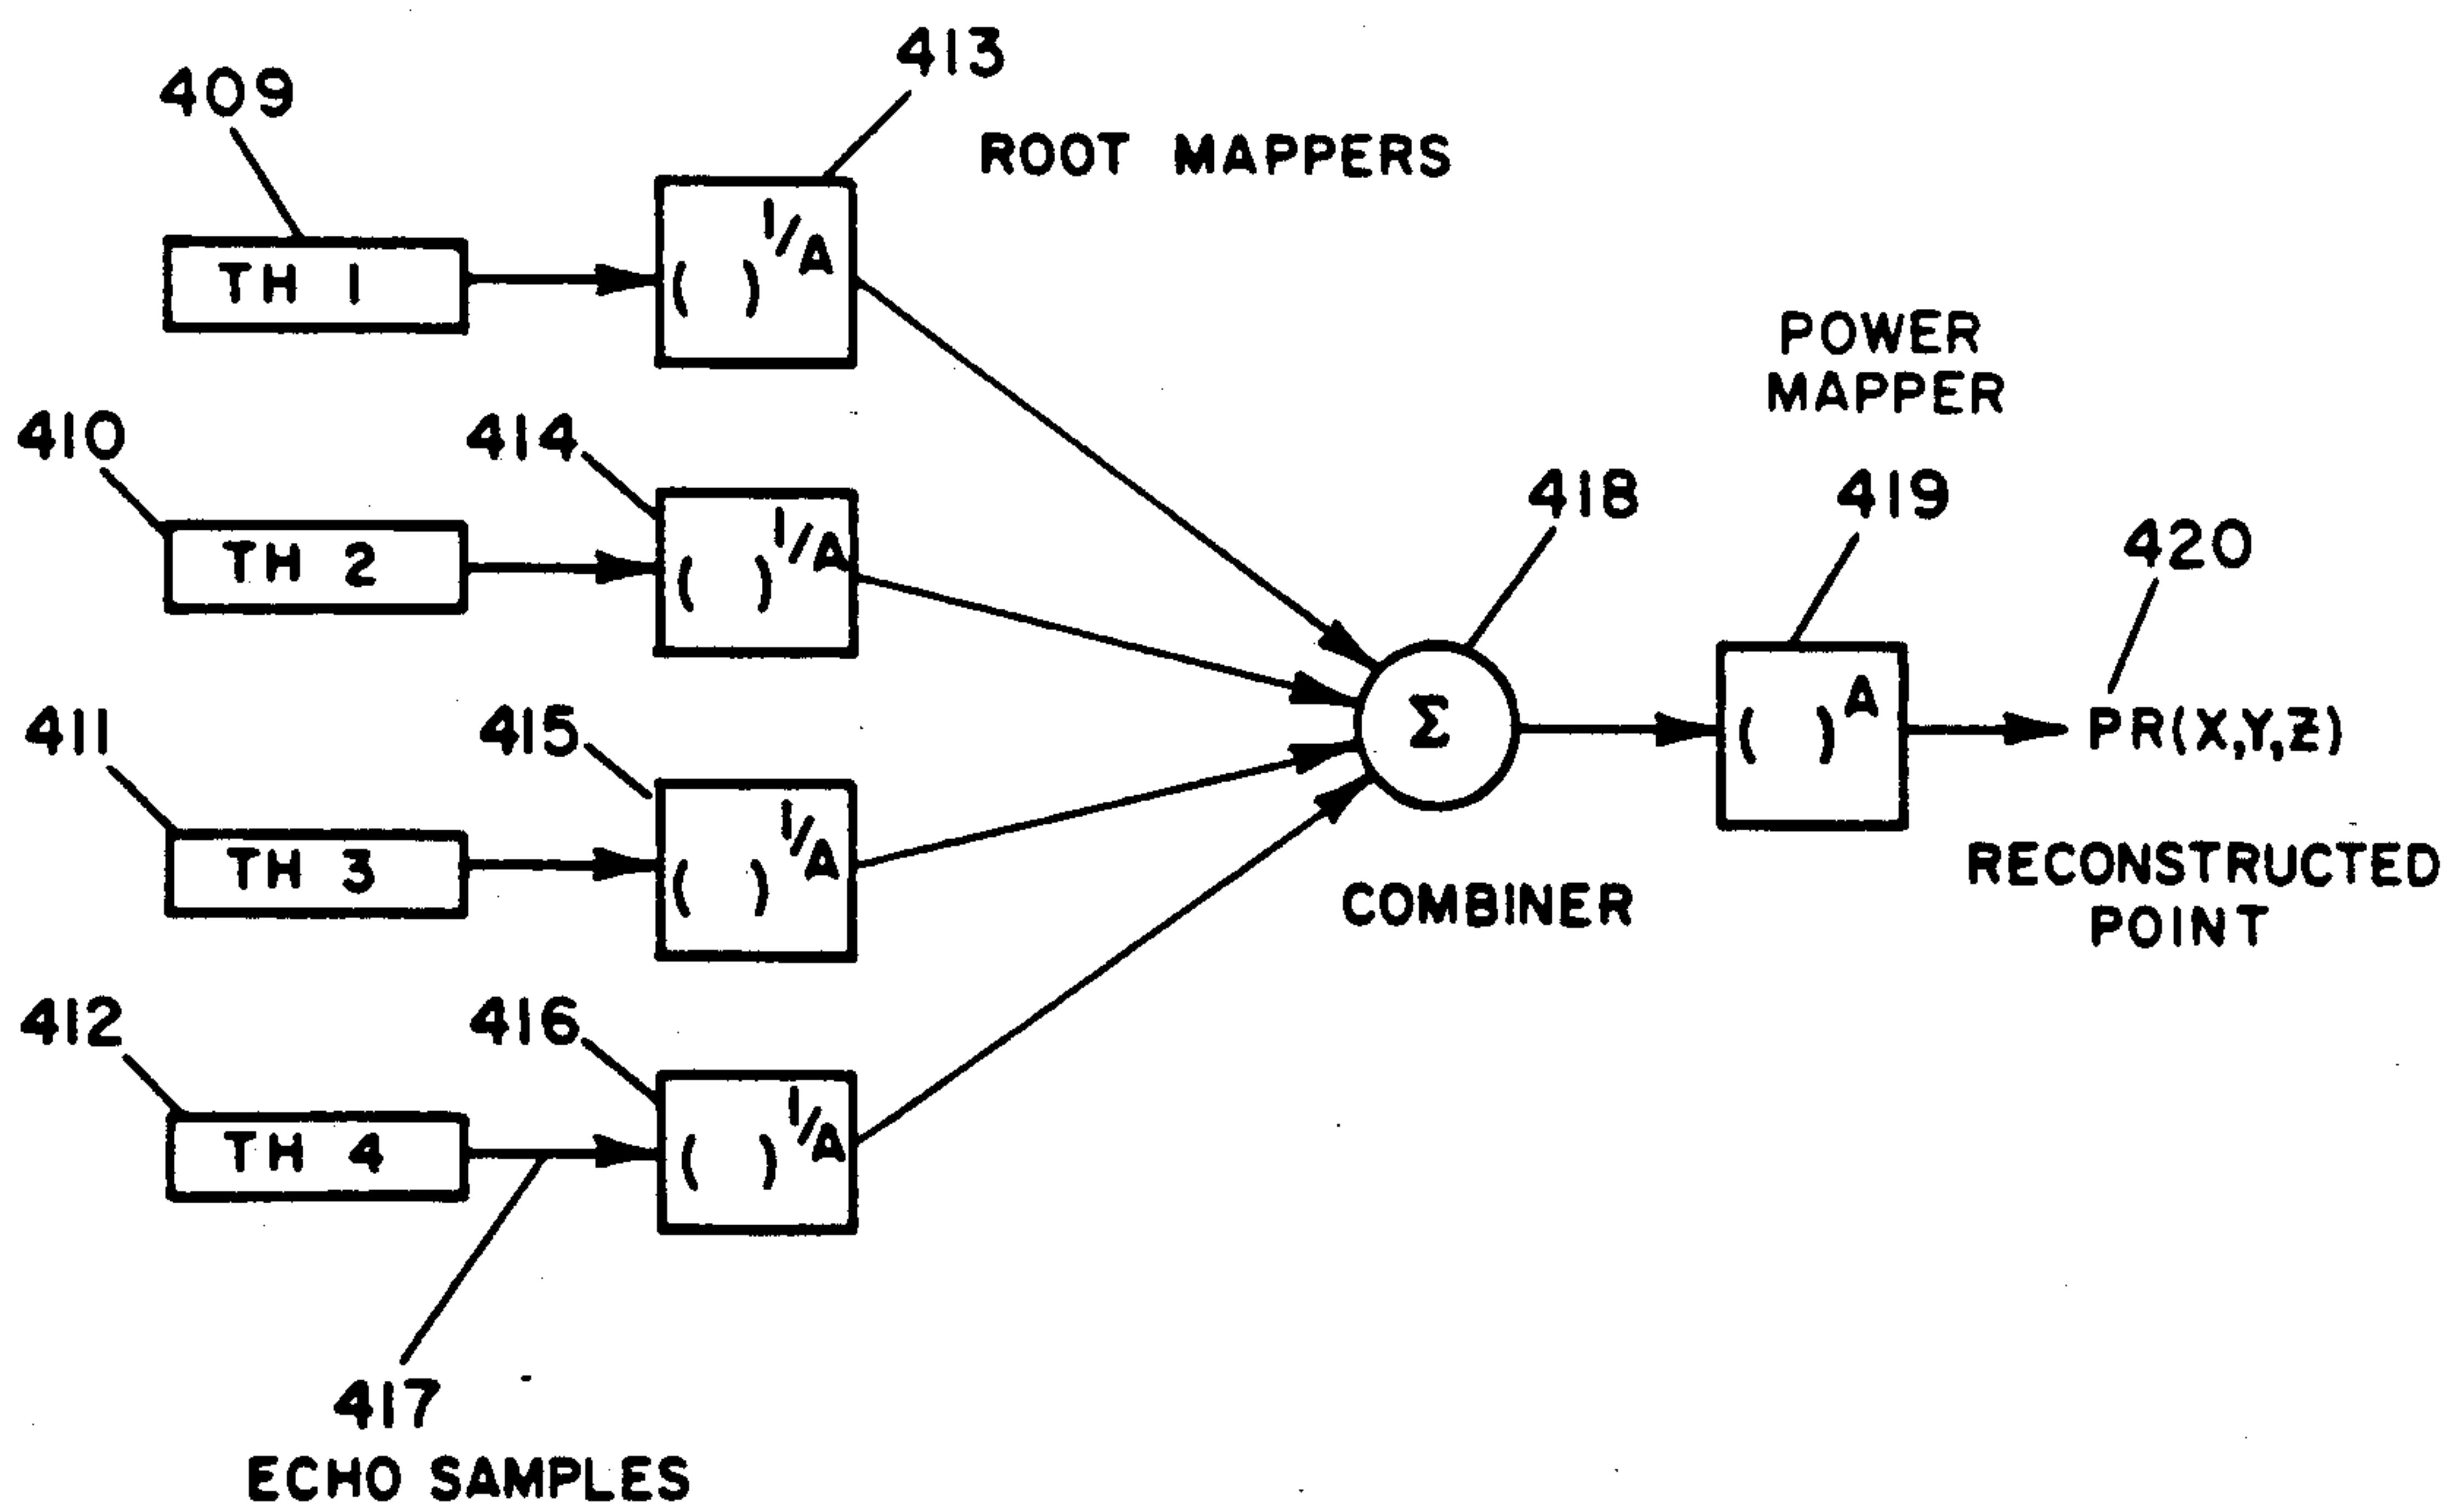 413
409
ROOT MAPPERS
TH 1
( )1/A
POWER
MAPPER
410
414
418
419
420
TH 2
( )1/A
411
415
Σ
( )A
PR(X,Y,Z)
TH 3
( )1/A
COMBINER
RECONSTRUCTED
POINT
412
416
TH 4
( )1/A
417
ECHO SAMPLES